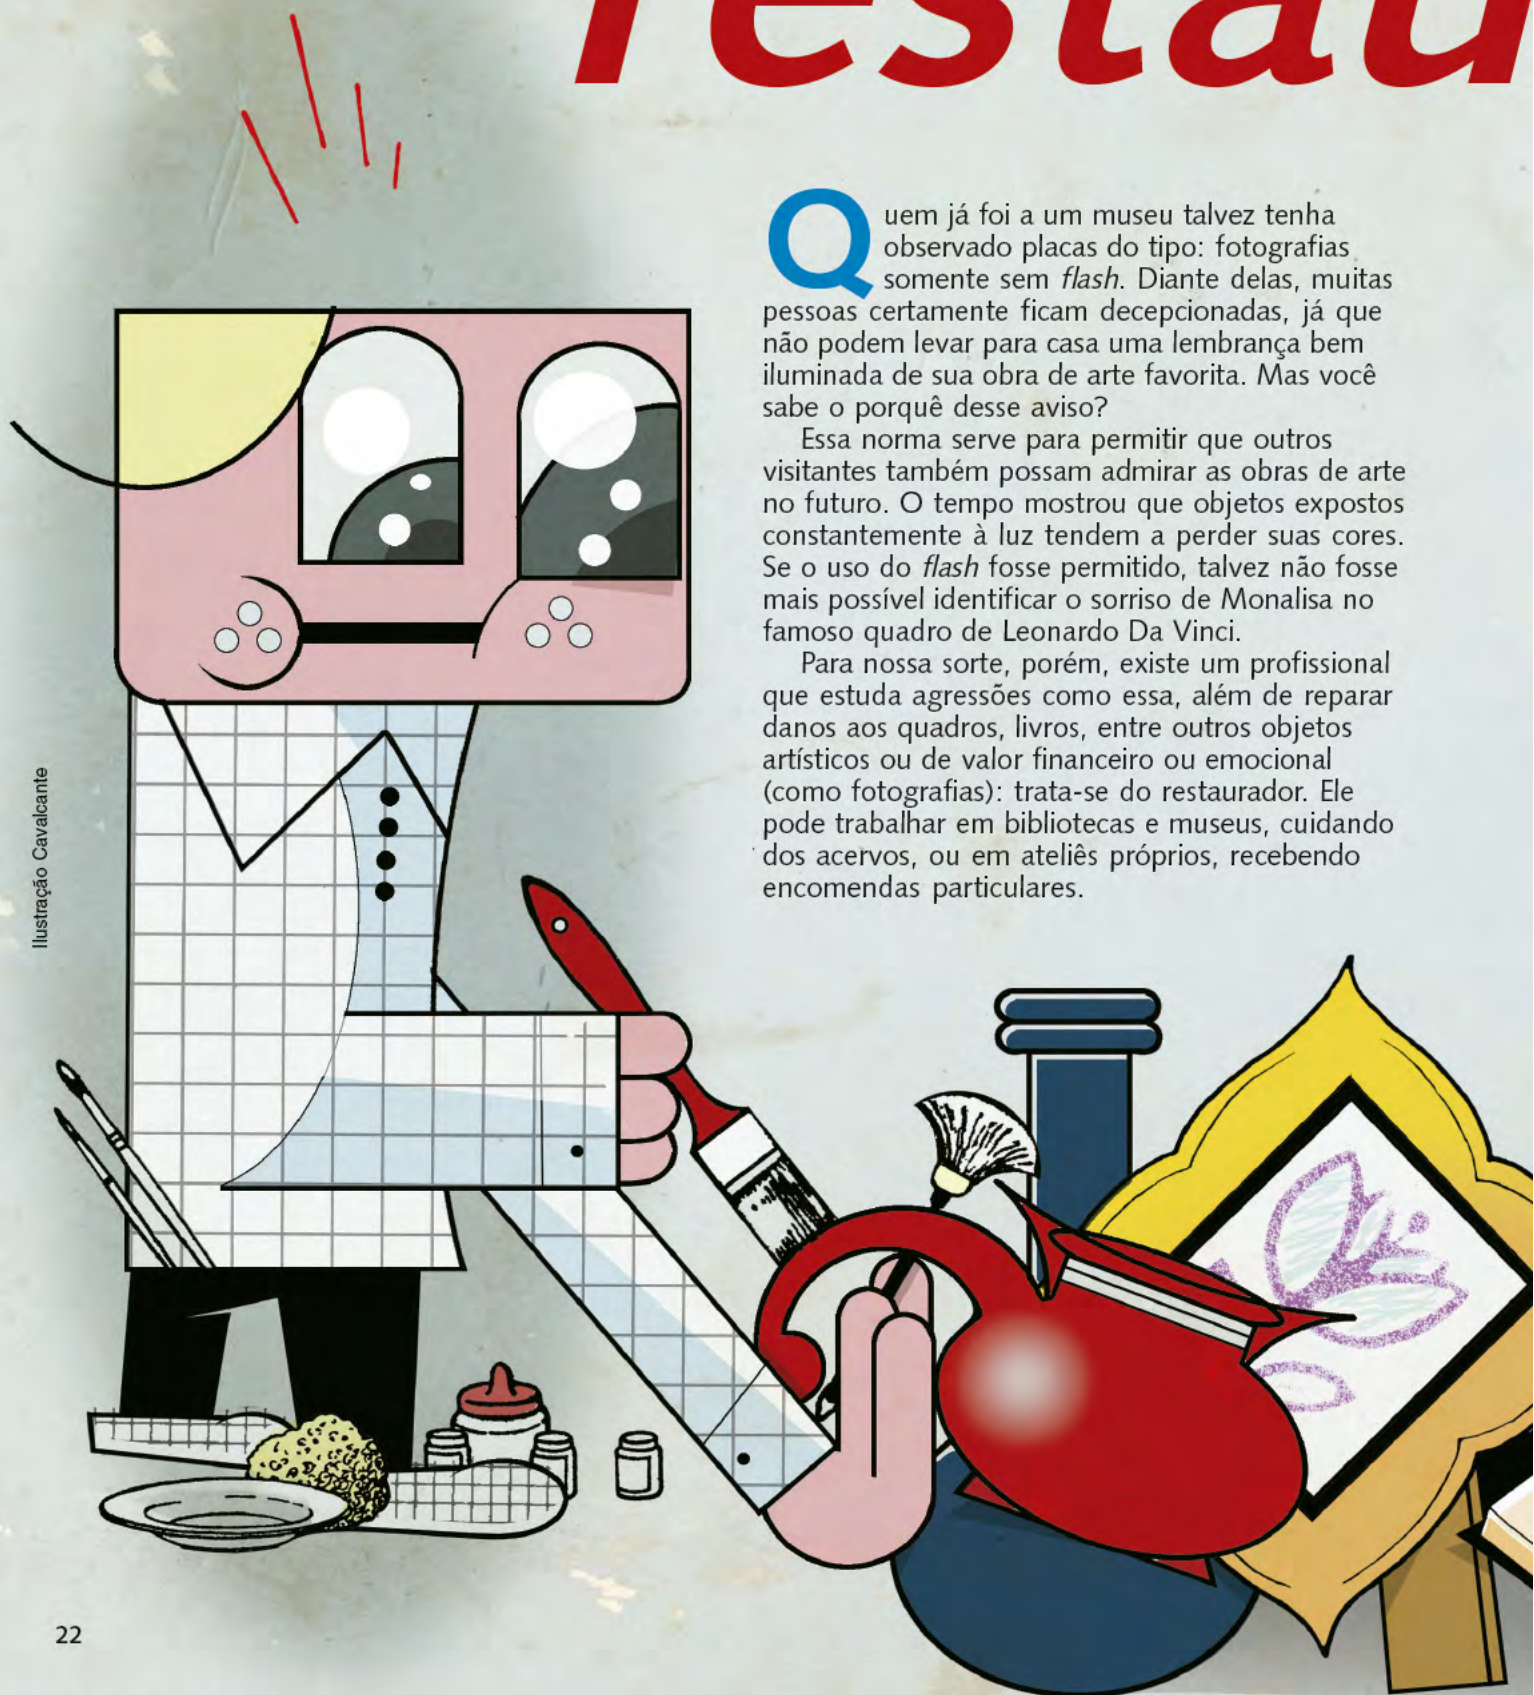 restau
Quem já foi a um museu talvez tenha
observado placas do tipo: fotografias
somente sem flash. Diante delas, muitas
pessoas certamente ficam decepcionadas, já que
não podem levar para casa uma lembrança bem
iluminada de sua obra de arte favorita. Mas você
sabe o porquê desse aviso?
Essa norma serve para permitir que outros
visitantes também possam admirar as obras de arte
no futuro. O tempo mostrou que objetos expostos
constantemente à luz tendem a perder suas cores.
Se o uso do flash fosse permitido, talvez não fosse
mais possível identificar o sorriso de Monalisa no
famoso quadro de Leonardo Da Vinci.
Para nossa sorte, porém, existe um profissional
que estuda agressões como essa, além de reparar
danos aos quadros, livros, entre outros objetos
artísticos ou de valor financeiro ou emocional
(como fotografias): trata-se do restaurador. Ele
pode trabalhar em bibliotecas e museus, cuidando
dos acervos, ou em ateliês próprios, recebendo
encomendas particulares.
Ilustração Cavalcante
22